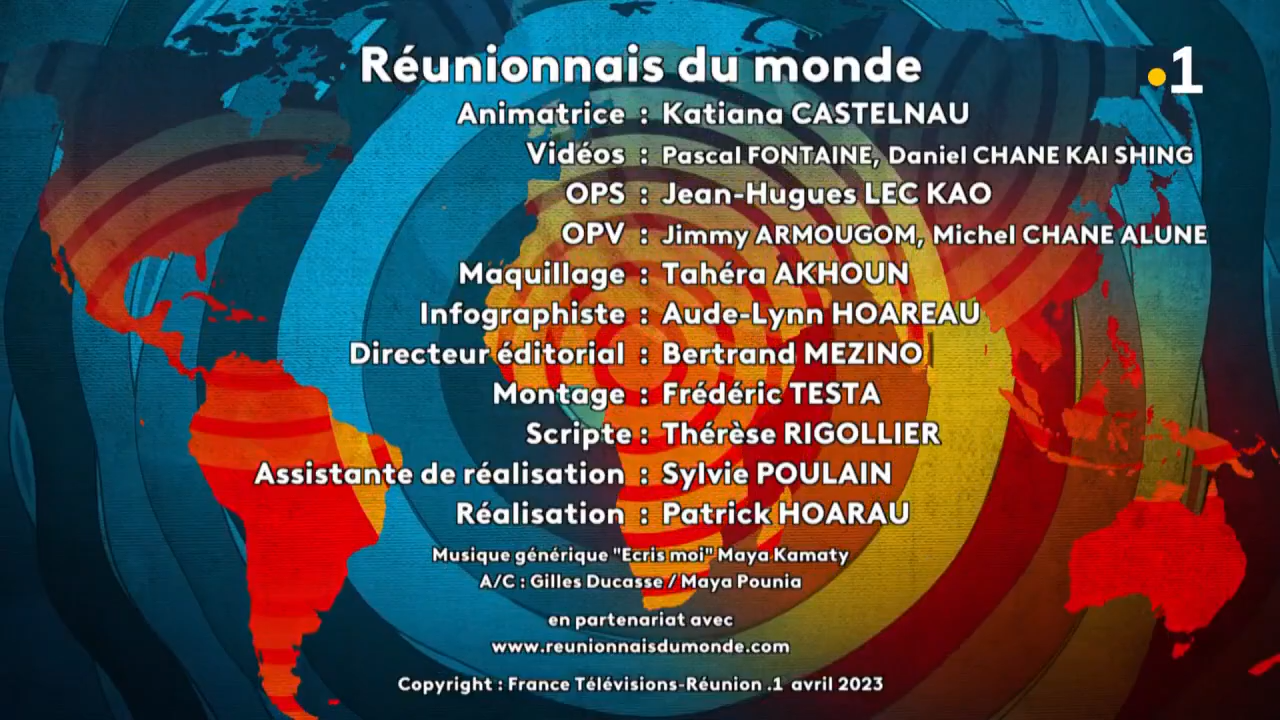 Réunionnais du monde
.1
Animatrice : Katiana CASTELNAU
Vidéos : Pascal FONTAINE, Daniel CHANE KAI SHING
OPS : Jean-Hugues LEC KAO
OPV : Jimmy ARMOUGOM, Michel CHANE ALUNE
Maquillage : Tahéra AKHOUN
Infographiste : Aude-Lynn HOAREAU
Directeur éditorial : Bertrand MEZINO
Montage : Frédéric TESTA
Scripte : Thérèse RIGOLLIER
Assistante de réalisation : Sylvie POULAIN
Réalisation : Patrick HOARAU
Musique générique "Ecris moi" Maya Kamaty
A/C : Gilles Ducasse / Maya Pounia
en partenariat avec
www.reunionnaisdumonde.com
Copyright : France Télévisions-Réunion .1 avril 2023